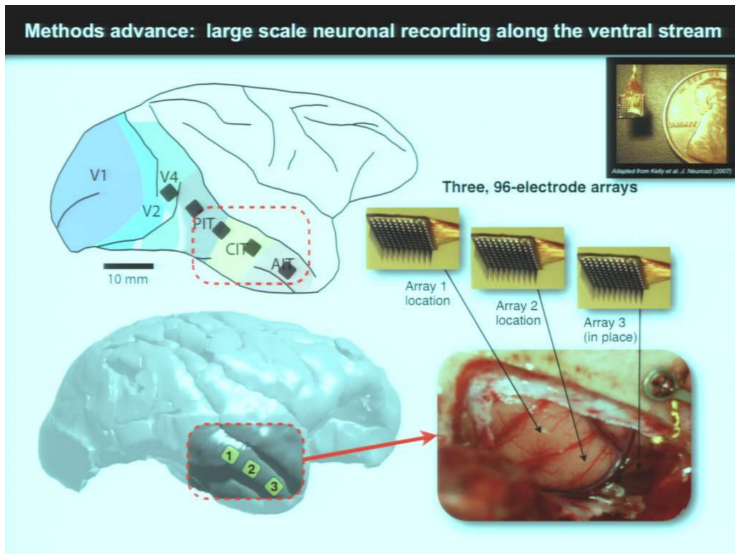 Methods advance: large scale neuronal recording along the ventral stream
Adapted from Kelly et al. J. Neurosci (2007)
V1
V4
V2
PIT
CIT
AIT
10 mm
Three, 96-electrode arrays
Array 1
location
Array 2
location
Array 3
(in place)
1
2
3